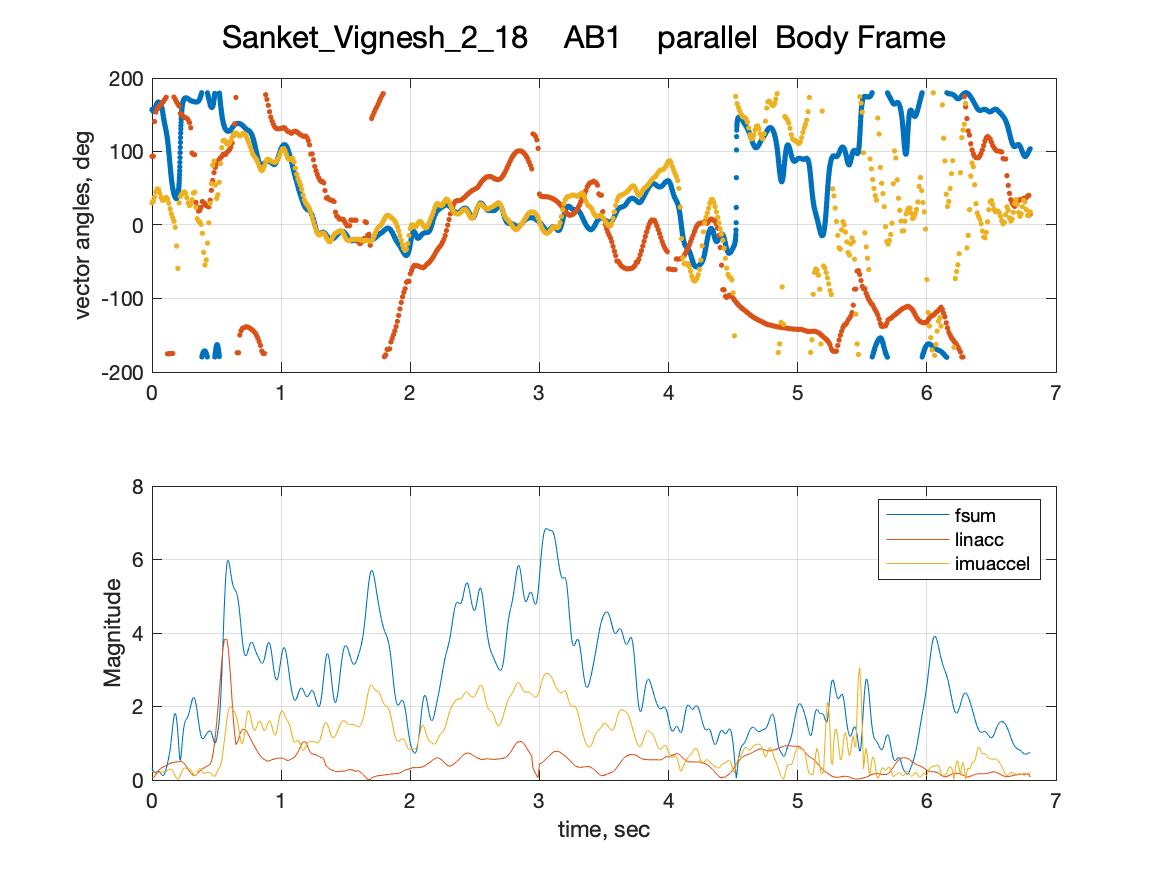 Sanket_Vignesh_2_18 AB1 parallel Body Frame
vector angles, deg
200
100
0
-100
-200
0 1 2 3 4 5 6 7
Magnitude
8
6
4
2
0
fsum
linacc
imuaccel
0 1 2 3 4 5 6 7
time, sec